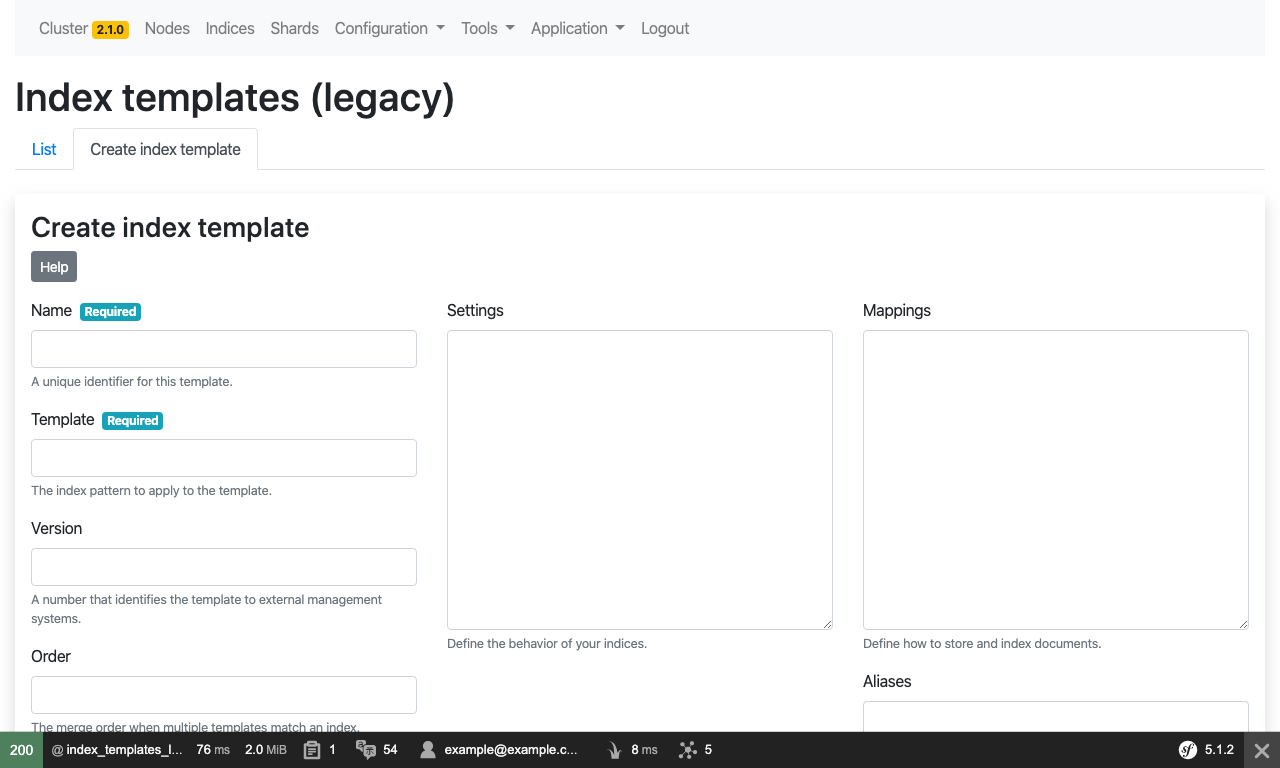 Cluster 2.1.0 Nodes Indices Shards Configuration Tools Application Logout
Index templates (legacy)
List Create index template
Create index template
Help
Name Required
A unique identifier for this template.
Template Required
The index pattern to apply to the template.
Version
A number that identifies the template to external management
systems.
Order
The merge order when multiple templates match an index.
Settings
Define the behavior of your indices.
Mappings
Define how to store and index documents.
Aliases
200 @ index_templates_l... 76 ms 2.0 MiB 1 54 example@example.c... 8 ms 5 sf 5.1.2